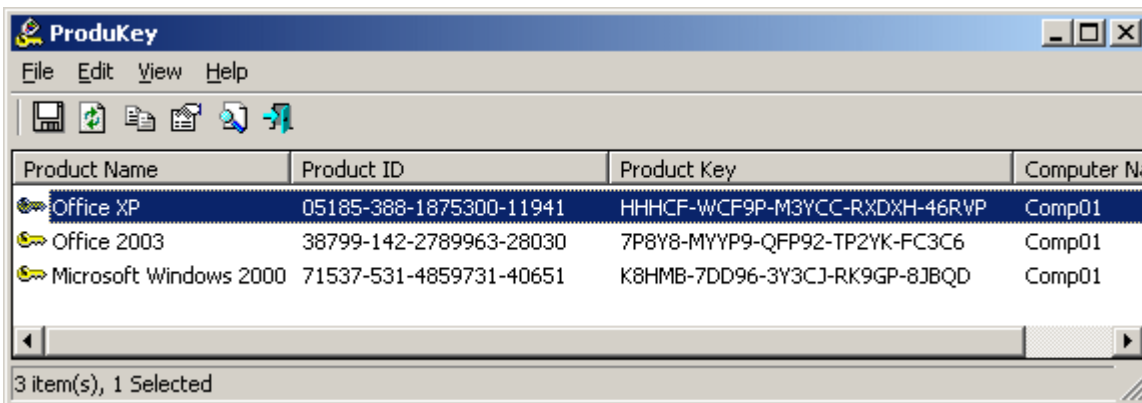 ProduKey
File Edit View Help
Product Name Product ID Product Key Computer Na
Office XP 05185-388-1875300-11941 HHHCF-WCF9P-M3YCC-RXDXH-46RVP Comp01
Office 2003 38799-142-2789963-28030 7P8Y8-MYYP9-QFP92-TP2YK-FC3C6 Comp01
Microsoft Windows 2000 71537-531-4859731-40651 K8HMB-7DD96-3Y3CJ-RK9GP-8JBQD Comp01
3 item(s), 1 Selected